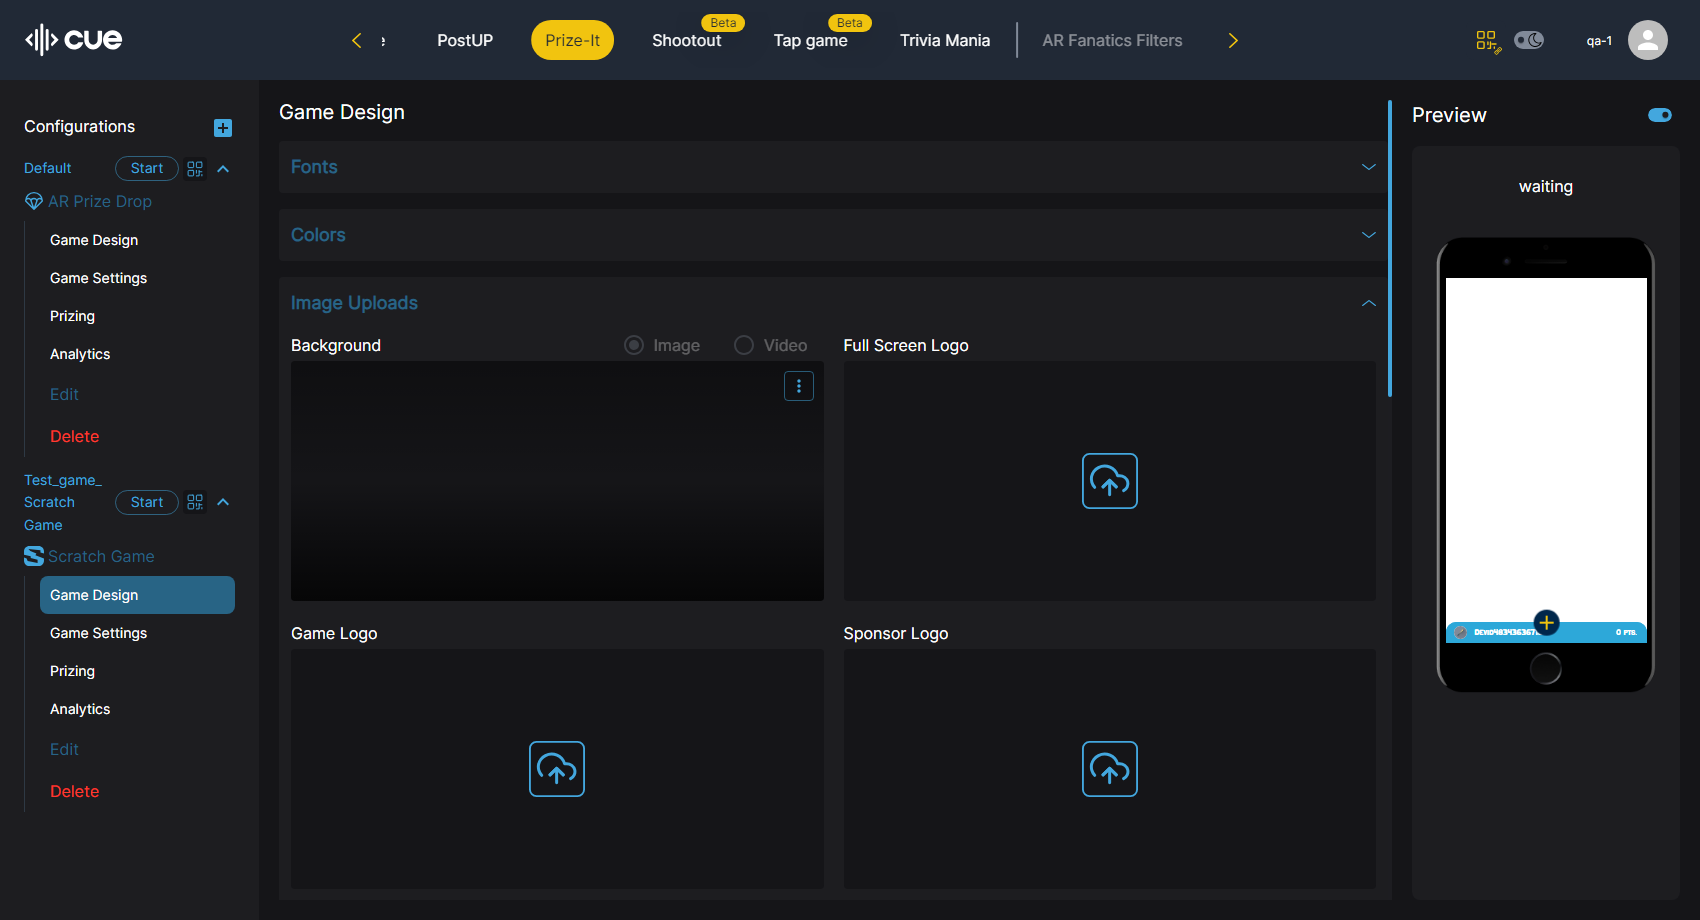 cue
PostUP
Prize-It
Beta
Shootout
Beta
Tap game
Trivia Mania
AR Fanatics Filters
qa-1
Configurations
Default
Start
AR Prize Drop
Game Design
Game Settings
Prizing
Analytics
Edit
Delete
Test_game_
Scratch
Game
Start
Scratch Game
Game Design
Game Settings
Prizing
Analytics
Edit
Delete
Game Design
Fonts
Colors
Image Uploads
Background
Image
Video
Full Screen Logo
Game Logo
Sponsor Logo
Preview
waiting
0 PTS.